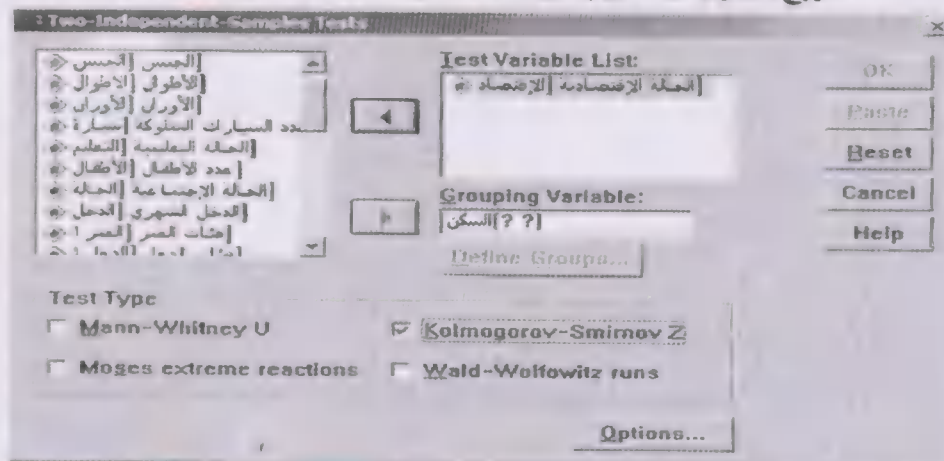 Two-Independent-Samples Tests
[الجنس [الجنس
[الأطوال [الاطوال
[الأوزان [الأوزان
عدد السيارات المملوكة [سيارة
[الحالة التعليمية [التعليم
[عدد الأطفال [الأطفال
[الحالة الإجتماعية [الحالة
[الدخل الشهري [الدخل
[فئات العمر [العمر
Test Variable List:
[الحالة الإقتصادية [الإقتصاد
Grouping Variable:
السكن[? ?]
Define Groups...
OK
Paste
Reset
Cancel
Help
Test Type
Mann-Whitney U
Kolmogorov-Smirnov Z
Moses extreme reactions
Wald-Wolfowitz runs
Options...